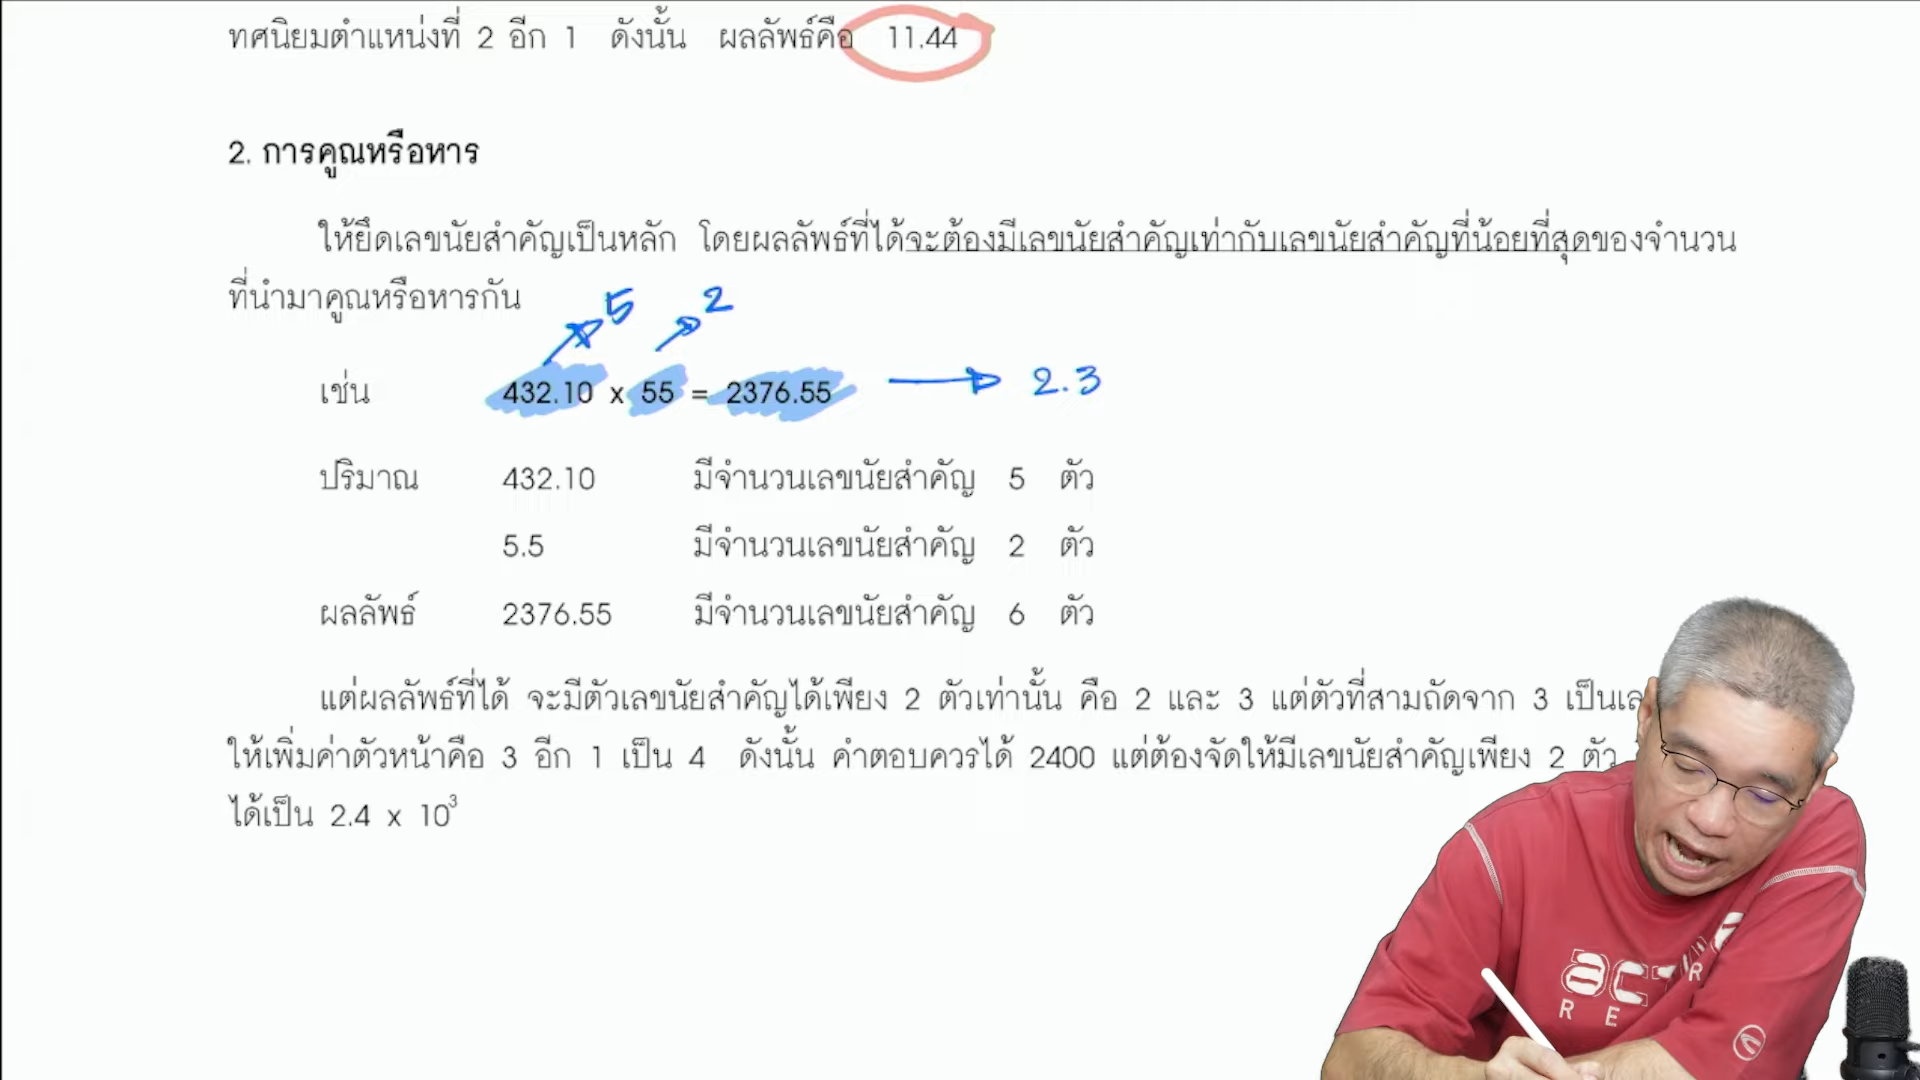 ทศนิยมตำแหน่งที่ 2 อีก 1 ดังนั้น ผลลัพธ์คือ 11.44
2. การคูณหรือหาร
ให้ยึดเลขนัยสำคัญเป็นหลัก โดยผลลัพธ์ที่ได้จะต้องมีเลขนัยสำคัญเท่ากับเลขนัยสำคัญที่น้อยที่สุดของจำนวน
ที่นำมาคูณหรือหารกัน
5 2
เช่น 432.10 x 55 = 2376.55 2.3
ปริมาณ 432.10 มีจำนวนเลขนัยสำคัญ 5 ตัว
5.5 มีจำนวนเลขนัยสำคัญ 2 ตัว
ผลลัพธ์ 2376.55 มีจำนวนเลขนัยสำคัญ 6 ตัว
แต่ผลลัพธ์ที่ได้ จะมีตัวเลขนัยสำคัญได้เพียง 2 ตัวเท่านั้น คือ 2 และ 3 แต่ตัวที่สามถัดจาก 3 เป็น
ให้เพิ่มค่าตัวหน้าคือ 3 อีก 1 เป็น 4 ดังนั้น คำตอบควรได้ 2400 แต่ต้องจัดให้มีเลขนัยสำคัญเพียง 2 ตัว
ได้เป็น 2.4 x 10³